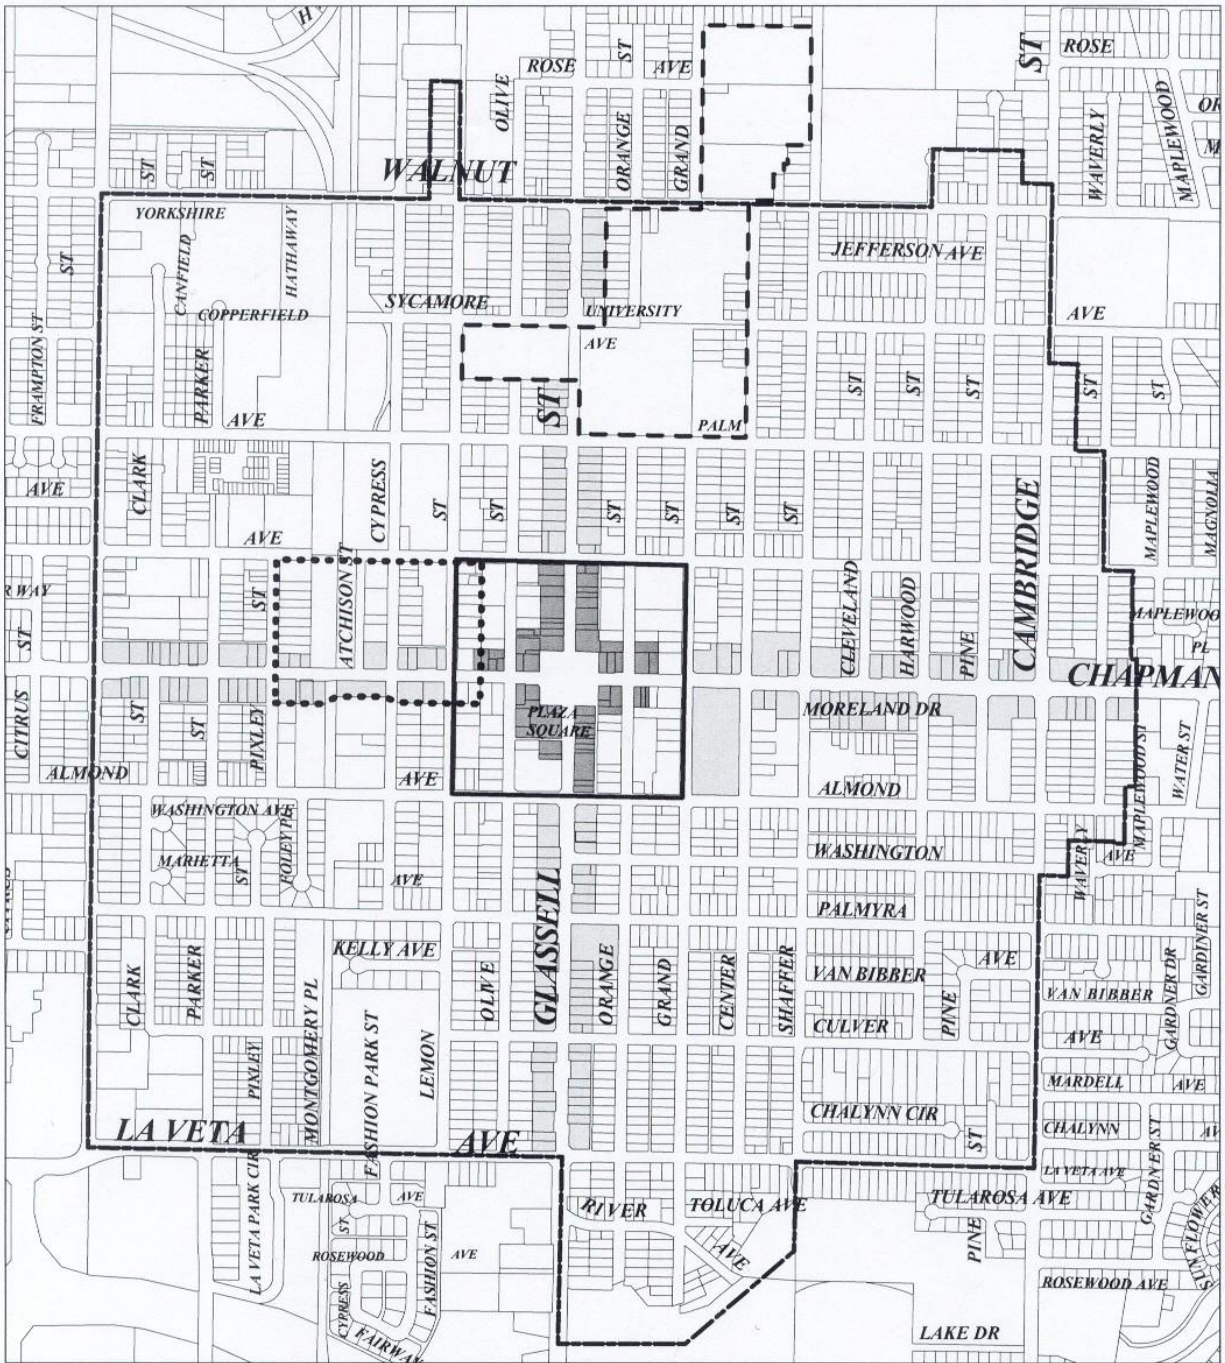 ST
ROSE
ROSE
ST
AVE
OLIVE
ORANGE
GRAND
WAVERLY
MAPLEWOOD
WALNUT
ST
ST
YORKSHIRE
CANFIELD
HATHAWAY
JEFFERSON AVE
ST
SYCAMORE
COPPERFIELD
UNIVERSITY
AVE
AVE
FRAMPTON ST
PARKER
AVE
ST
ST
ST
ST
ST
ST
PALM
AVE
CLARK
CYPRESS
ST
ST
ST
ST
ST
ST
CAMBRIDGE
MAPLEWOOD
MAGNOLIA
AVE
ATCHISON ST
ST
ST
CLEVELAND
HARWOOD
PINE
PL
CHAPMAN
CITRUS
ST
ST
PIXLEY
PLAZA
SQUARE
MORELAND DR
WATER ST
MAPLEWOOD ST
ALMOND
AVE
ALMOND
WASHINGTON AVE
MARIETTA
ST
HOLEY PL
AVE
WASHINGTON
WAVERLY
AVE
PALMYRA
GLASSELL
KELLY AVE
CLARK
PARKER
OLIVE
ORANGE
GRAND
CENTER
SHAFFER
VAN BIBBER
AVE
PINE
VAN BIBBER
GARDNER DR
GARDINER ST
CULVER
AVE
MONTGOMERY PL
FASHION PARK ST
LEMON
PIXLEY
MARDELL
AVE
CHALYNN CIR
ST
CHALYNN
LA VETA
AVE
LA VETA AVE
GARDNER ST
LA VETA PARK CIR
TULAROSA
AVE
ST
RIVER
TOLUCA AVE
AVE
TULAROSA AVE
PINE
SUNFLOWER
ROSEWOOD
AVE
FASHION ST
CYPRESS
ROSEWOOD AVE
LAKE DR